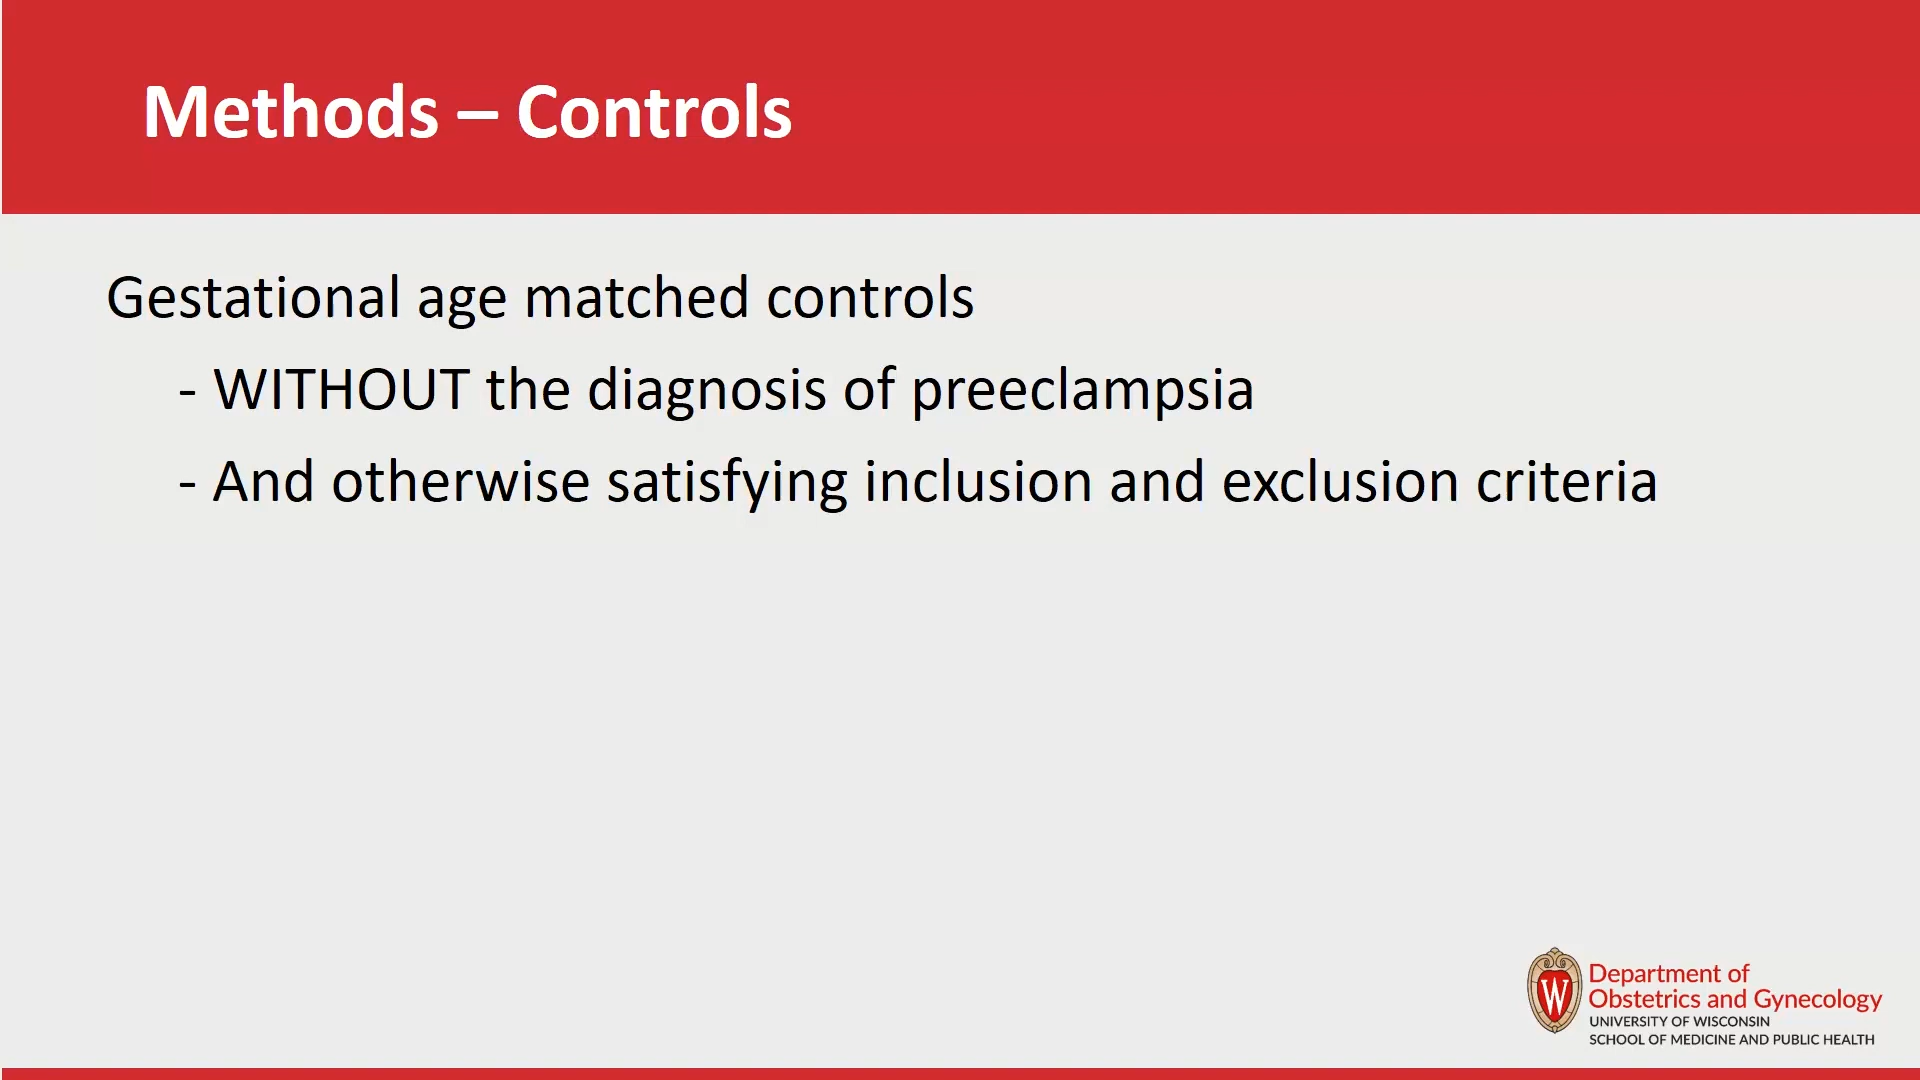 Methods – Controls
Gestational age matched controls
- WITHOUT the diagnosis of preeclampsia
- And otherwise satisfying inclusion and exclusion criteria
W
Department of
Obstetrics and Gynecology
UNIVERSITY OF WISCONSIN
SCHOOL OF MEDICINE AND PUBLIC HEALTH